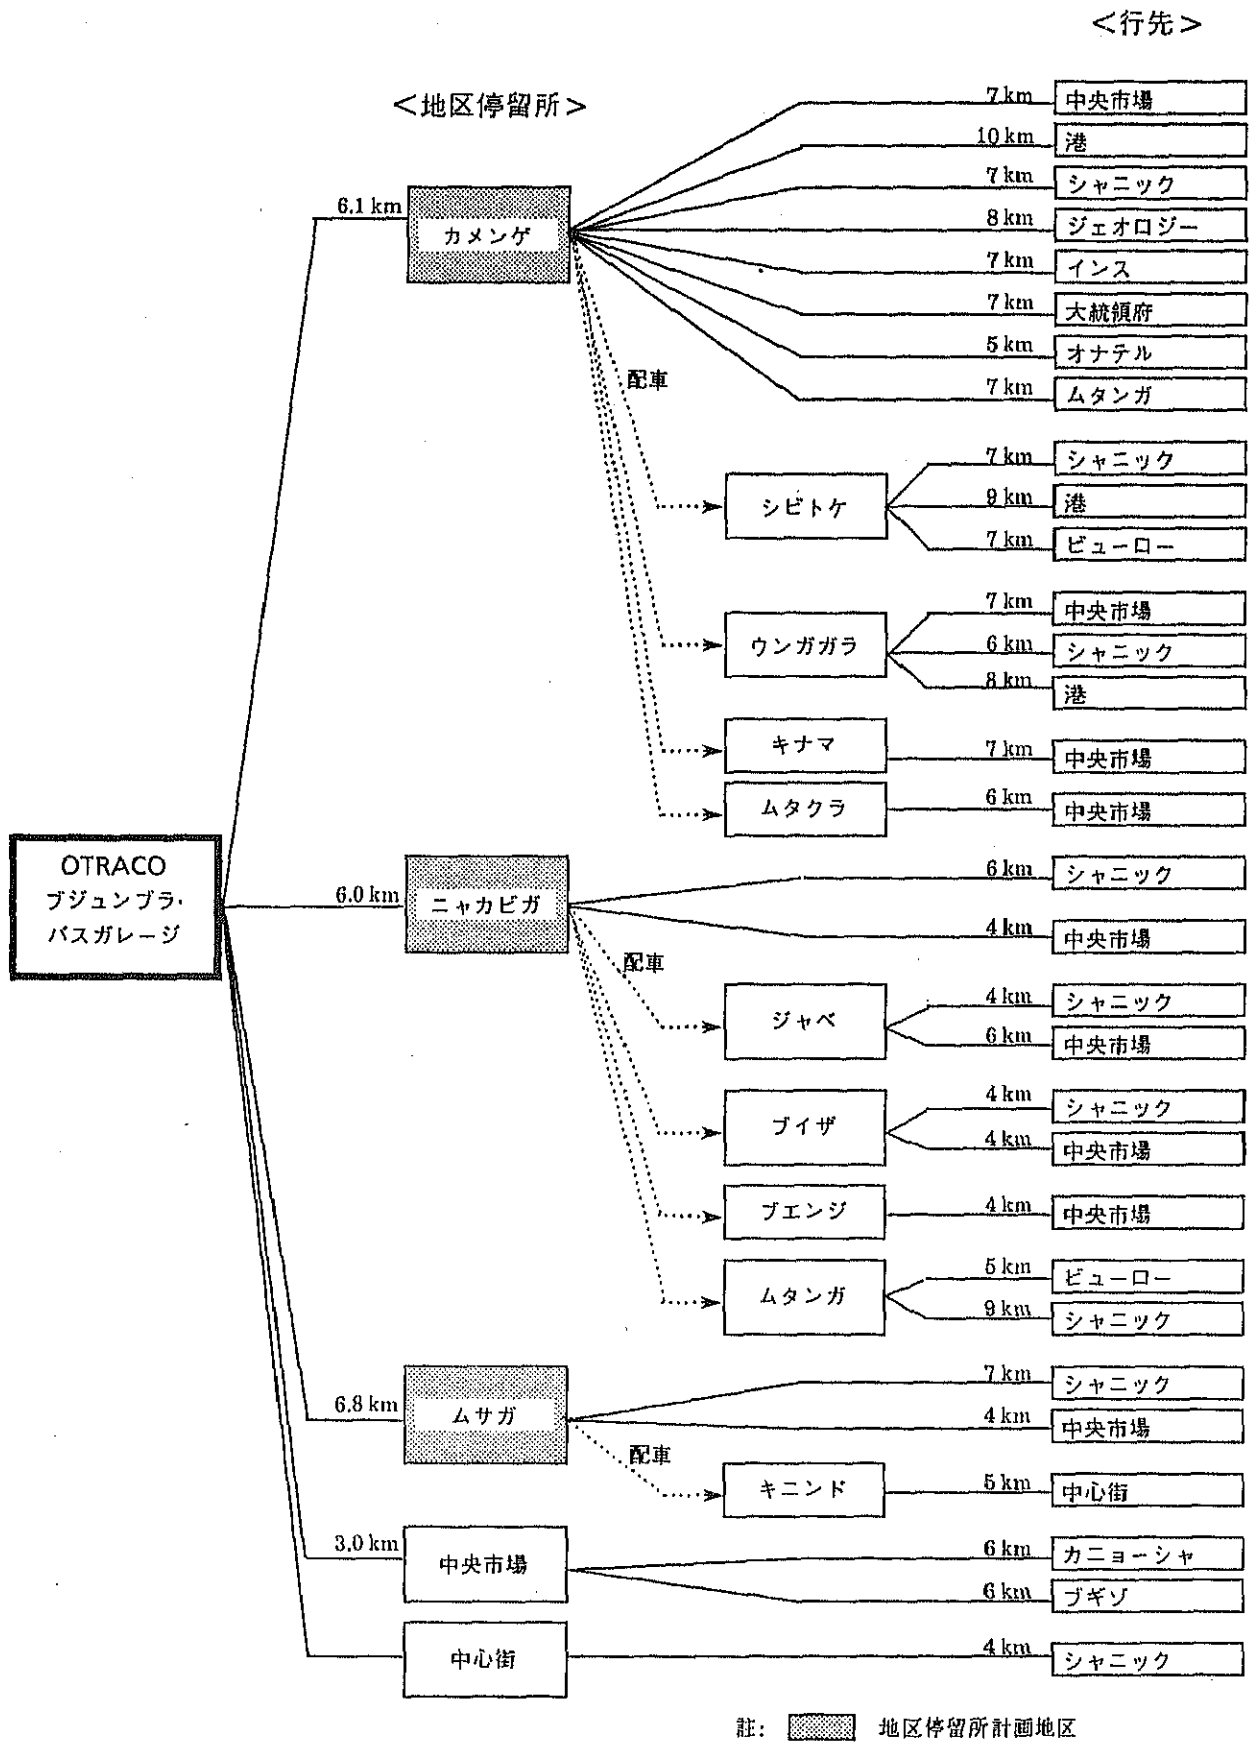 ＜行先＞
＜地区停留所＞
7 km 中央市場
10 km 港
7 km シャニック
6.1 km カメンゲ
8 km ジェオロジー
7 km インス
7 km 大統領府
5 km オナテル
配車
7 km ムタンガ
シビトケ
7 km シャニック
9 km 港
7 km ビューロー
ウンガガラ
7 km 中央市場
6 km シャニック
8 km 港
キナマ 7 km 中央市場
ムタクラ 6 km 中央市場
OTRACO
ブジュンブラ・
バスガレージ
6.0 km ニャカビガ
6 km シャニック
4 km 中央市場
配車
ジャベ
4 km シャニック
6 km 中央市場
ブイザ
4 km シャニック
4 km 中央市場
ブエンジ 4 km 中央市場
ムタンガ
5 km ビューロー
9 km シャニック
6.8 km ムサガ
7 km シャニック
4 km 中央市場
配車
キニンド 5 km 中心街
3.0 km 中央市場
6 km カニョーシャ
6 km ブギゾ
中心街 4 km シャニック
註: 地区停留所計画地区